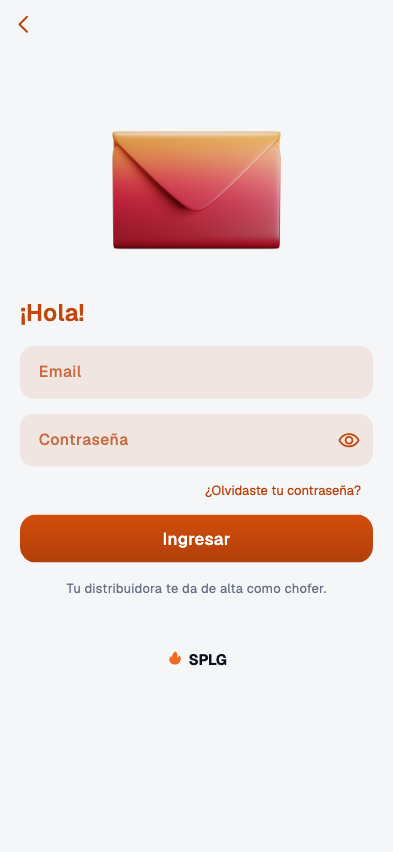 ¡Hola!
Email
Contraseña
¿Olvidaste tu contraseña?
Ingresar
Tu distribuidora te da de alta como chofer.
SPLG